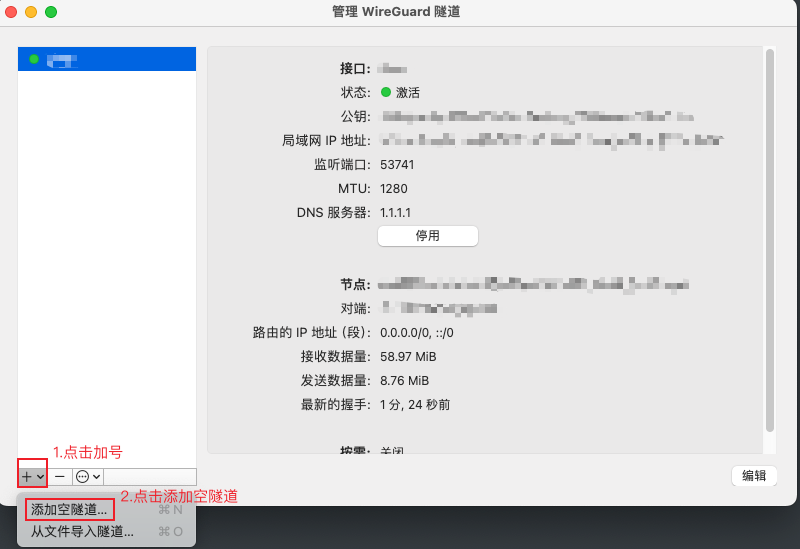 管理 WireGuard 隧道
接口:
状态: 激活
公钥:
局域网 IP 地址:
监听端口: 53741
MTU: 1280
DNS 服务器: 1.1.1.1
停用
节点:
对端:
路由的 IP 地址 (段): 0.0.0.0/0, ::/0
接收数据量: 58.97 MiB
发送数据量: 8.76 MiB
最新的握手: 1 分, 24 秒前
按需: 关闭
1.点击加号
编辑
2.点击添加空隧道
添加空隧道... ⌘ N
从文件导入隧道... ⌘ O